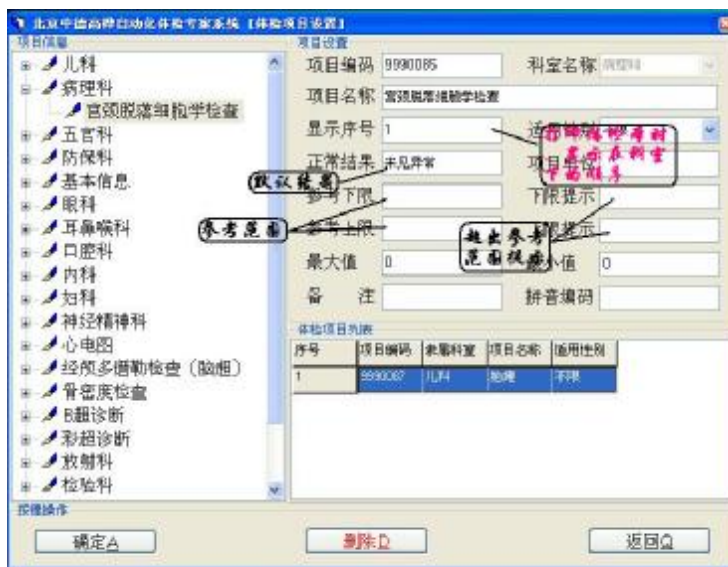 北京中德高晔自动化体检专家系统【体检项目设置】
项目信息
儿科
病理科
宫颈脱落细胞学检查
五官科
防保科
基本信息
眼科
耳鼻喉科
口腔科
内科
妇科
神经精神科
心电图
经颅多普勒检查（脑超）
骨密度检查
B超诊断
彩超诊断
放射科
检验科
项目设置
项目编码 9990085 科室名称 病理科
项目名称 宫颈脱落细胞学检查
显示序号 1
正常结果 未见异常 项目单位
参考下限 下限提示
参考上限 限提示
最大值 0 最小值 0
备 注 拼音编码
默认结果
参考范围
超出参考
范围提示
显示在科室
下的顺序
体检项目列表
序号 项目编码 隶属科室 项目名称 适用性别
1 9990087 儿科 不限
按钮操作
确定A 删除D 返回Q